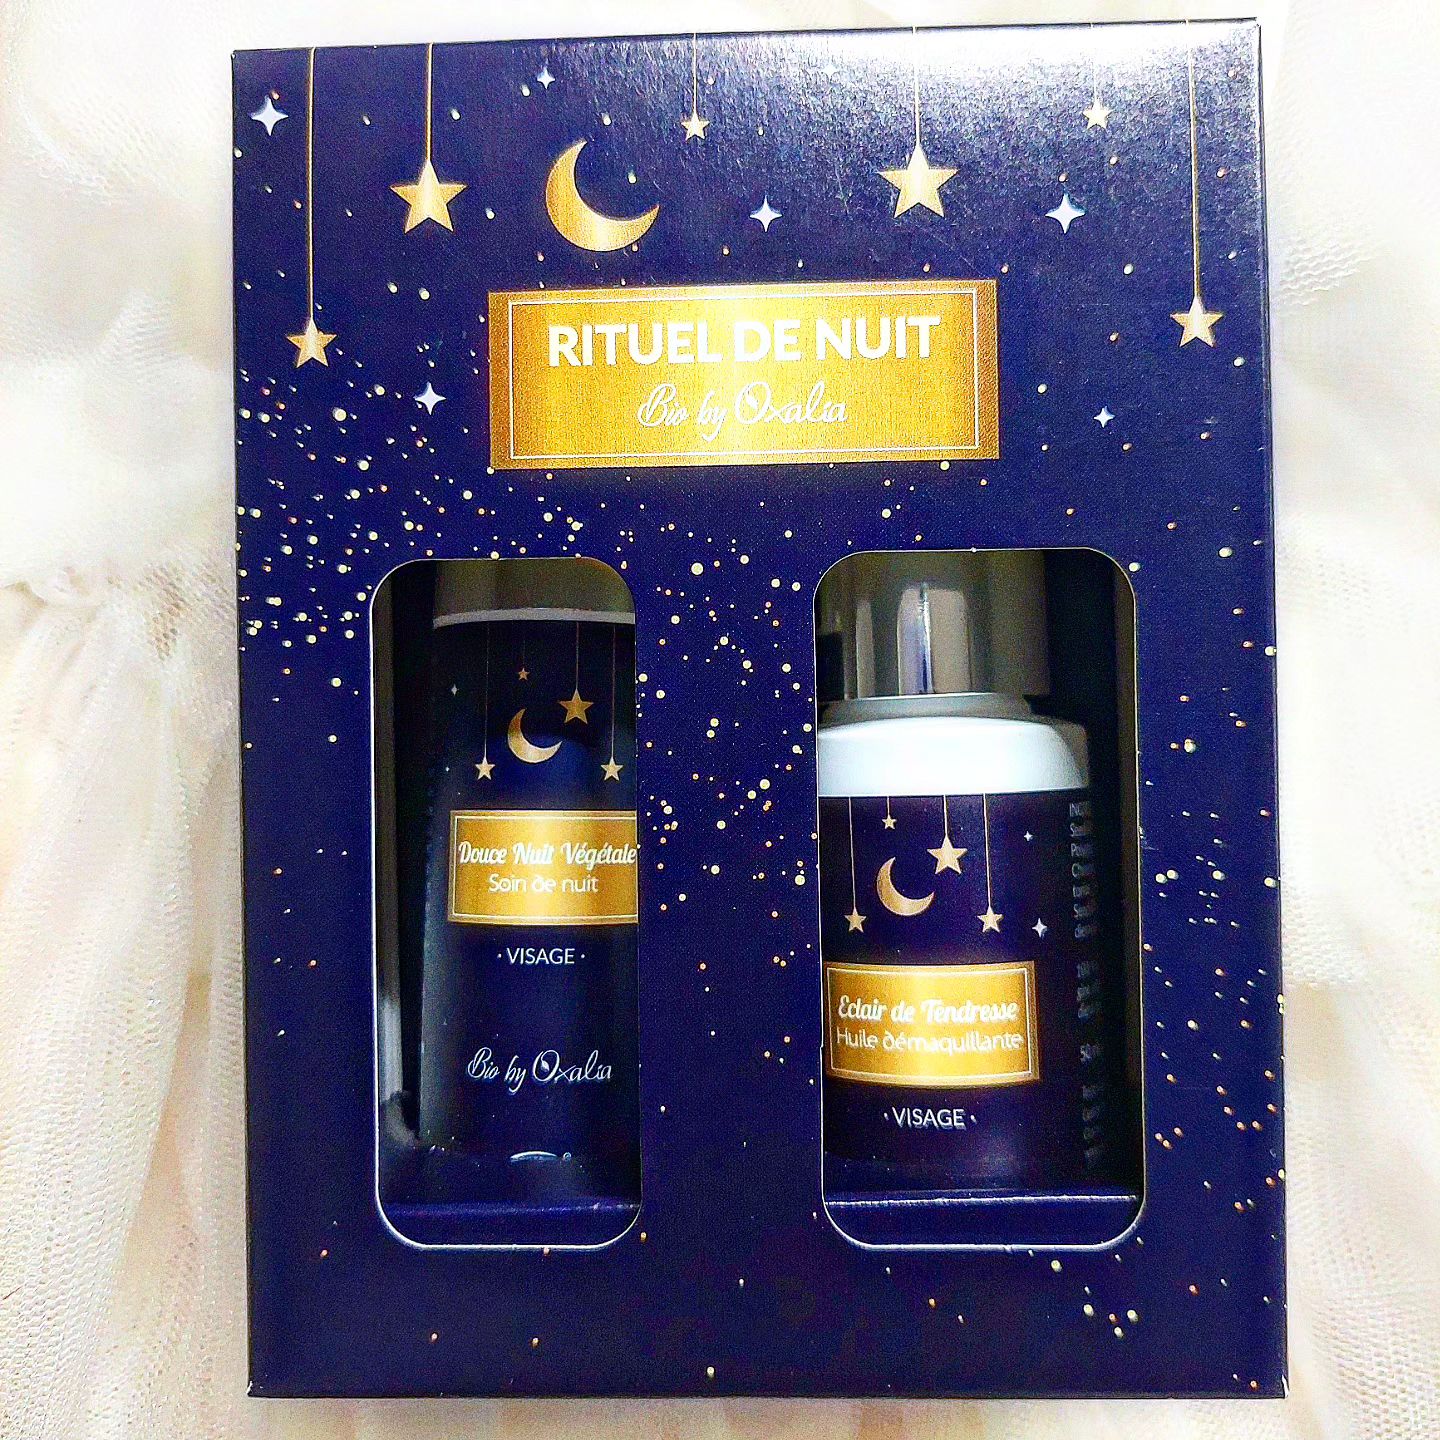 RITUEL DE NUIT
Bio by Oxalia
Douce Nuit Végétale
Soin de nuit
· VISAGE ·
Bio by Oxalia
Eclair de Tendresse
Huile démaquillante
· VISAGE ·